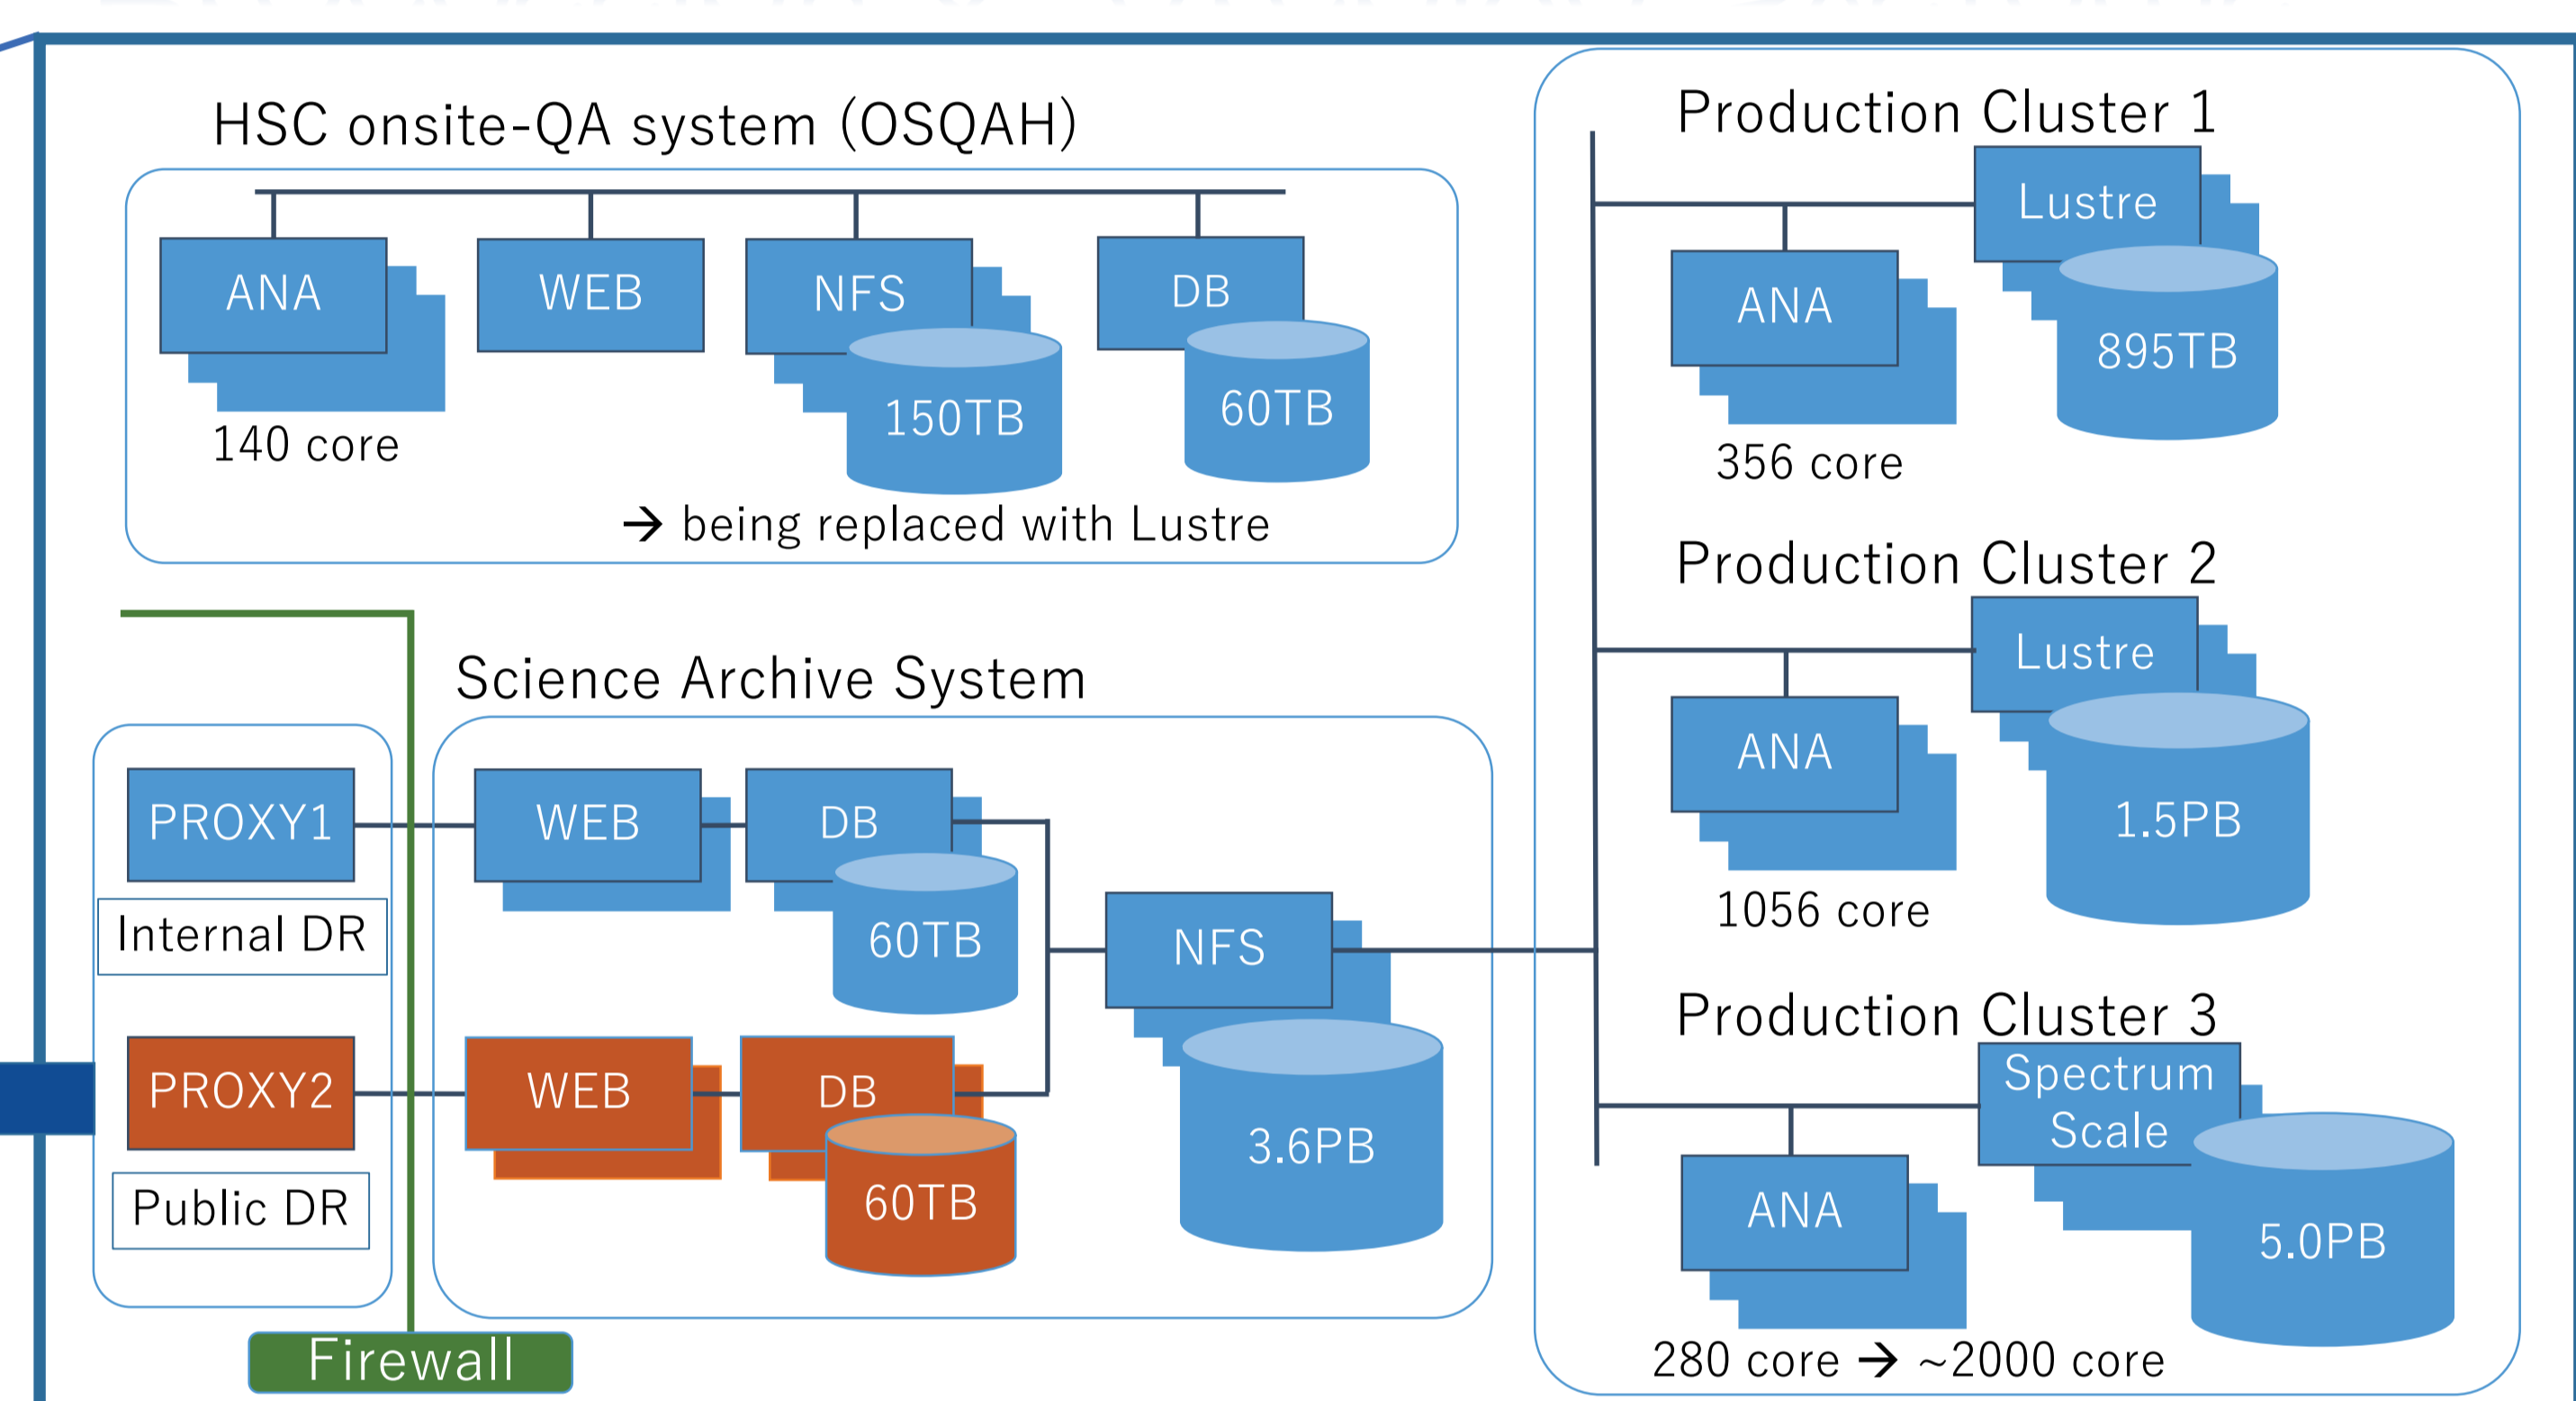 HSC onsite-QA system (OSQAH)
ANA
WEB
NFS
DB
150TB
60TB
140 core
→ being replaced with Lustre
Science Archive System
PROXY1
WEB
DB
60TB
Internal DR
NFS
3.6PB
PROXY2
WEB
DB
60TB
Public DR
Firewall
Production Cluster 1
Lustre
ANA
895TB
356 core
Production Cluster 2
Lustre
ANA
1.5PB
1056 core
Production Cluster 3
Spectrum
Scale
ANA
5.0PB
280 core → ~2000 core